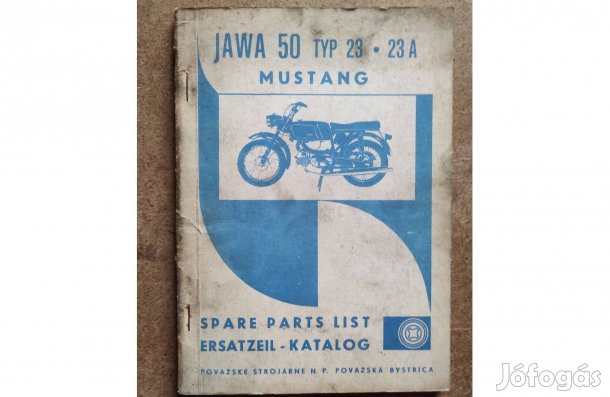 JAWA 50 TYP 23 • 23 A
MUSTANG
SPARE PARTS LIST
ERSATZEIL - KATALOG
POVAŽSKÉ STROJÁRNE N. P. POVAŽSKÁ BYSTRICA
Jófogás